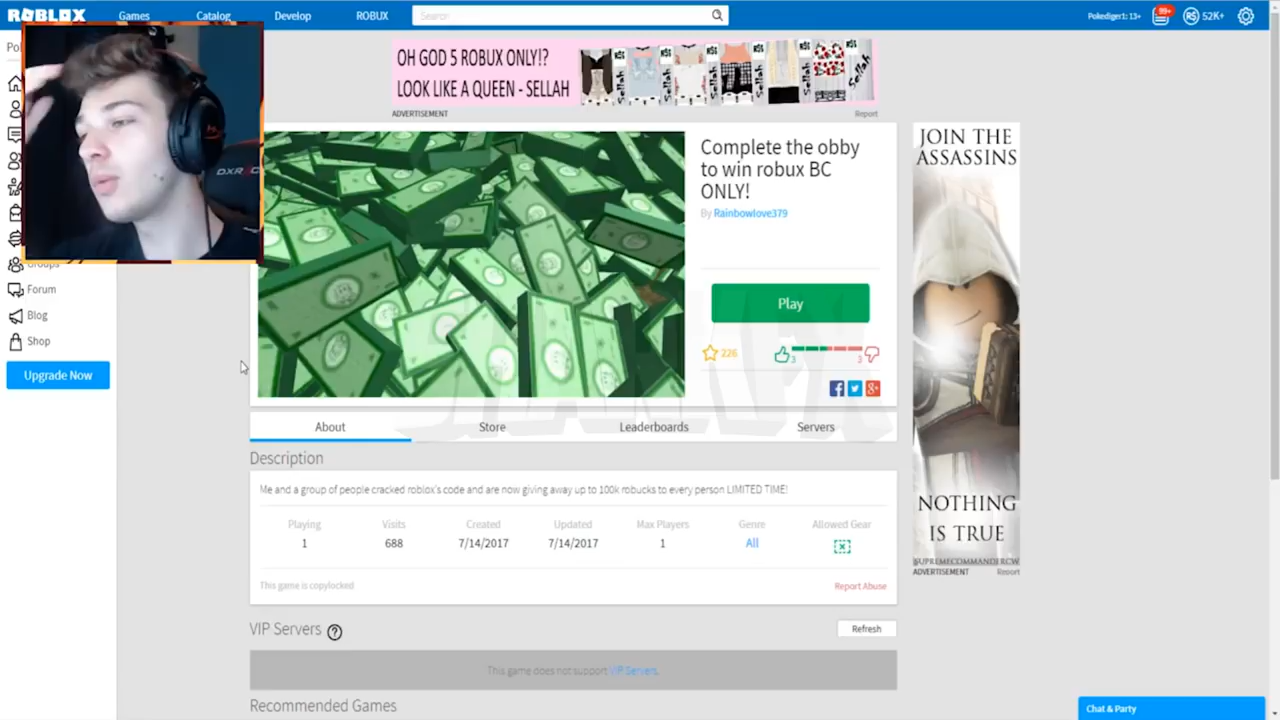 ROBLOX Games Catalog Develop ROBUX Search Pokediger1: 13+ 99+ R$ 52K+
OH GOD 5 ROBUX ONLY!?
LOOK LIKE A QUEEN - SELLAH
ADVERTISEMENT Report
Complete the obby
to win robux BC
ONLY!
By Rainbowlove379
Play
226 3 3
Groups
Forum
Blog
Shop
Upgrade Now
JOIN THE
ASSASSINS
NOTHING
IS TRUE
ADVERTISEMENT Report
About Store Leaderboards Servers
Description
Me and a group of people cracked roblox's code and are now giving away up to 100k robucks to every person LIMITED TIME!
Playing Visits Created Updated Max Players Genre Allowed Gear
1 688 7/14/2017 7/14/2017 1 All
This game is copylocked Report Abuse
VIP Servers ? Refresh
This game does not support VIP Servers.
Recommended Games
Chat & Party